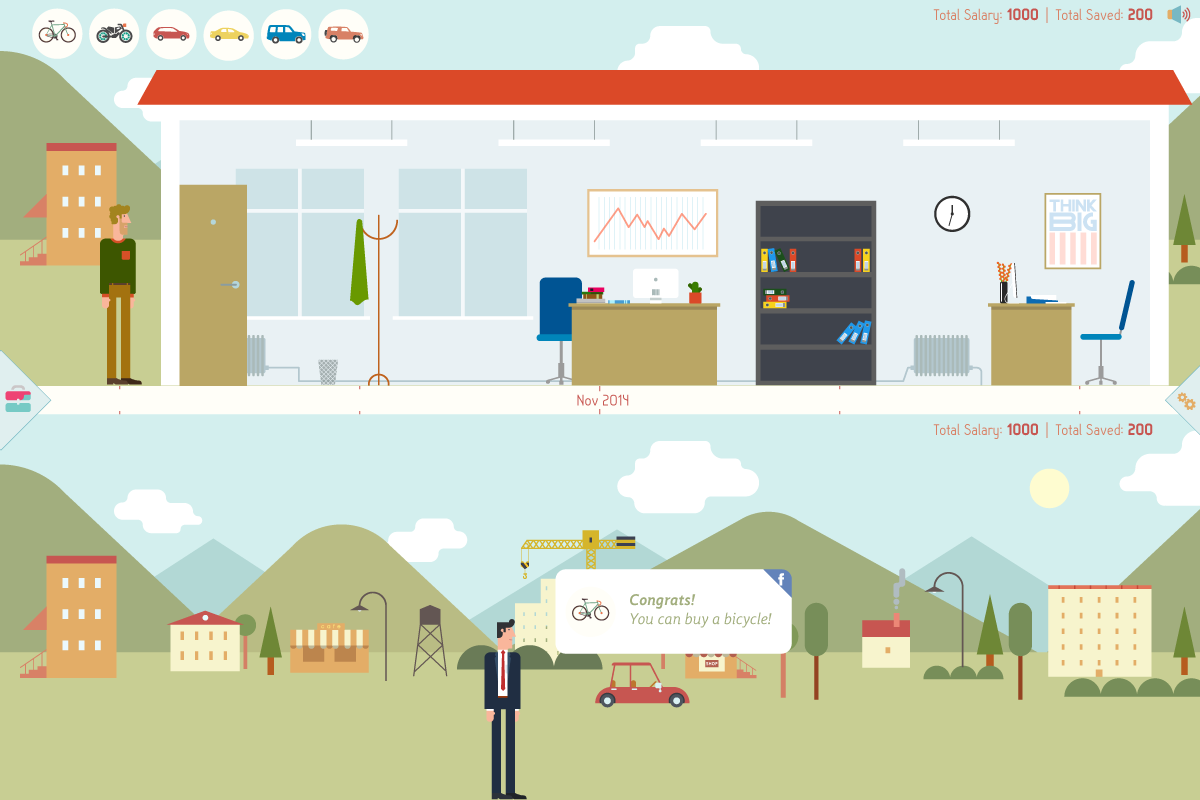 Total Salary: 1000 | Total Saved: 200
THINK
BIG
Nov 2014
Total Salary: 1000 | Total Saved: 200
f
Congrats!
You can buy a bicycle!
cafe
SHOP